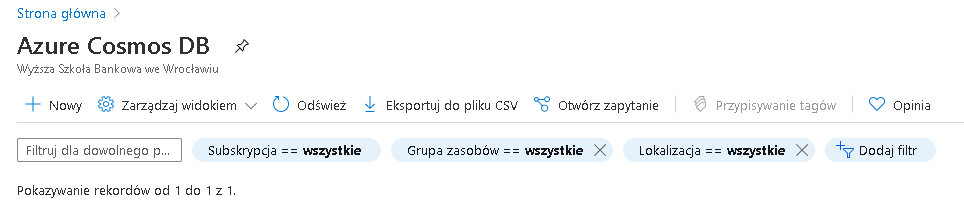 Strona główna
Azure Cosmos DB
Wyższa Szkoła Bankowa we Wrocławiu
Nowy Zarządzaj widokiem Odśwież Eksportuj do pliku CSV Otwórz zapytanie Przypisywanie tagów Opinia
Filtruj dla dowolnego p... Subskrypcja == wszystkie Grupa zasobów == wszystkie Lokalizacja == wszystkie Dodaj filtr
Pokazywanie rekordów od 1 do 1 z 1.